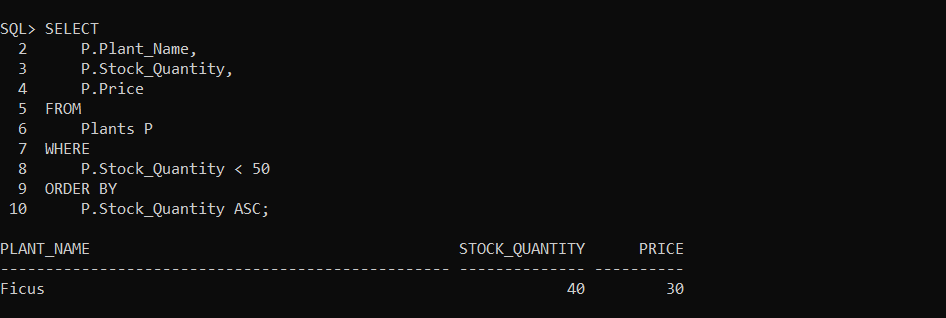 SQL> SELECT
  2      P.Plant_Name,
  3      P.Stock_Quantity,
  4      P.Price
  5  FROM
  6      Plants P
  7  WHERE
  8      P.Stock_Quantity < 50
  9  ORDER BY
 10      P.Stock_Quantity ASC;

PLANT_NAME                                         STOCK_QUANTITY      PRICE
-------------------------------------------------- -------------- ----------
Ficus                                                          40         30